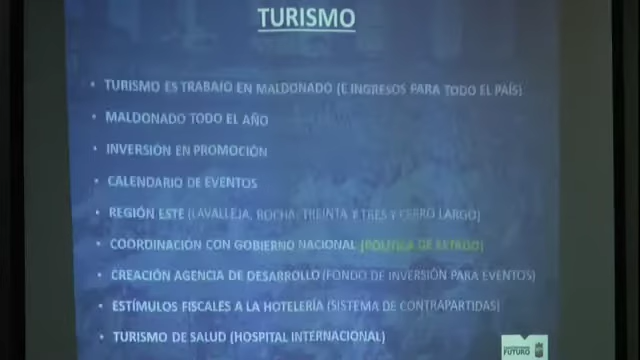 TURISMO
• TURISMO ES TRABAJO EN MALDONADO (E INGRESOS PARA TODO EL PAÍS)
• MALDONADO TODO EL AÑO
• INVERSIÓN EN PROMOCIÓN
• CALENDARIO DE EVENTOS
• REGIÓN ESTE (LAVALLEJA, ROCHA, TREINTA Y TRES Y CERRO LARGO)
• COORDINACIÓN CON GOBIERNO NACIONAL (POLÍTICA DE ESTADO)
• CREACIÓN AGENCIA DE DESARROLLO (FONDO DE INVERSIÓN PARA EVENTOS)
• ESTÍMULOS FISCALES A LA HOTELERÍA (SISTEMA DE CONTRAPARTIDAS)
• TURISMO DE SALUD (HOSPITAL INTERNACIONAL)
FUTURO